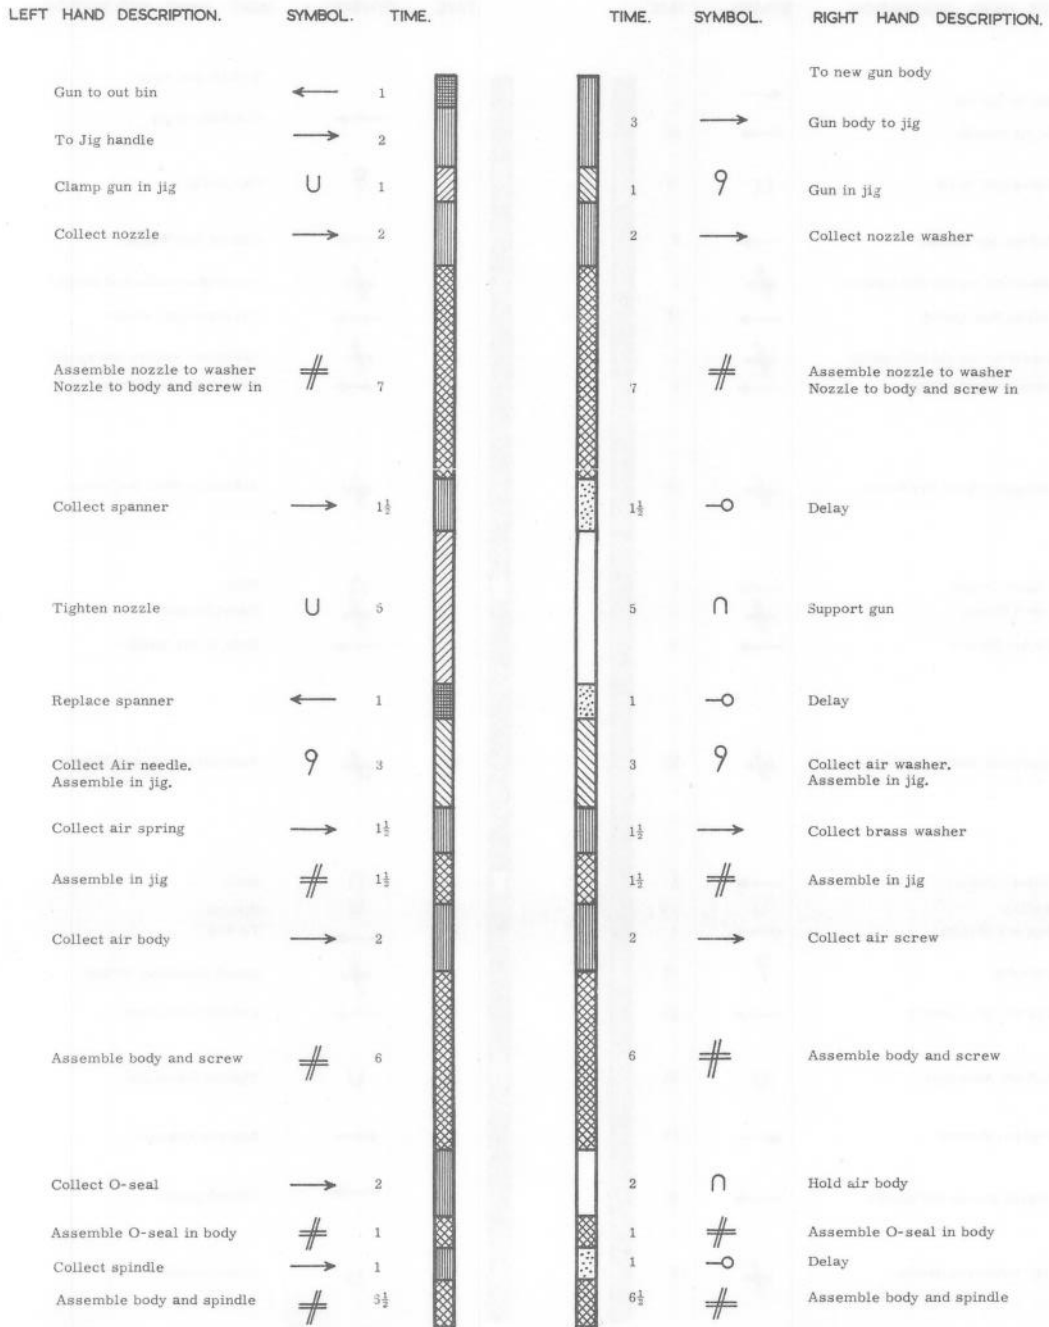 LEFT HAND DESCRIPTION. SYMBOL. TIME. TIME. SYMBOL. RIGHT HAND DESCRIPTION.
To new gun body
Gun to out bin ← 1
3 → Gun body to jig
To Jig handle → 2
Clamp gun in jig U 1 1 Gun in jig
Collect nozzle → 2 2 → Collect nozzle washer
Assemble nozzle to washer Assemble nozzle to washer
Nozzle to body and screw in 7 7 Nozzle to body and screw in
Collect spanner → 1½ 1½ Delay
Tighten nozzle U 5 5 ∩ Support gun
Replace spanner ← 1 1 Delay
Collect Air needle. 3 3 Collect air washer.
Assemble in jig. Assemble in jig.
Collect air spring → 1½ 1½ → Collect brass washer
Assemble in jig 1½ 1½ Assemble in jig
Collect air body → 2 2 → Collect air screw
Assemble body and screw 6 6 Assemble body and screw
Collect O-seal → 2 2 ∩ Hold air body
Assemble O-seal in body 1 1 Assemble O-seal in body
Collect spindle → 1 1 Delay
Assemble body and spindle 6½ 6½ Assemble body and spindle